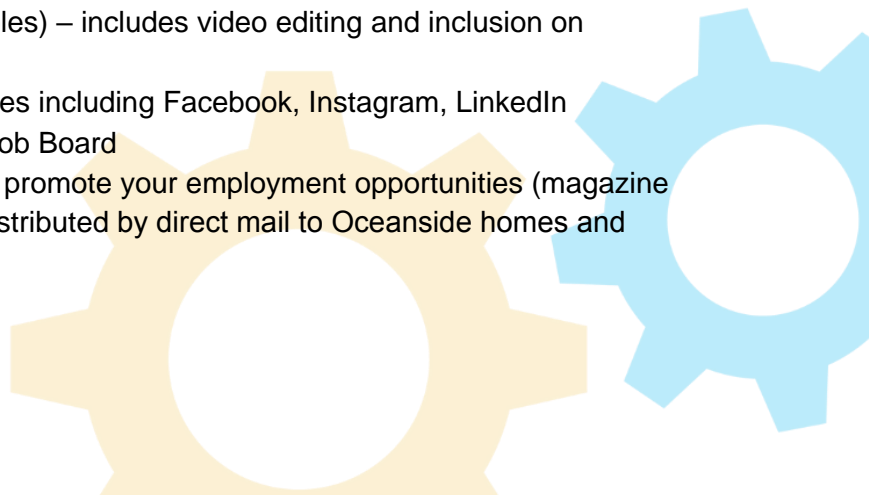 les) – includes video editing and inclusion on
es including Facebook, Instagram, LinkedIn
ob Board
promote your employment opportunities (magazine
stributed by direct mail to Oceanside homes and